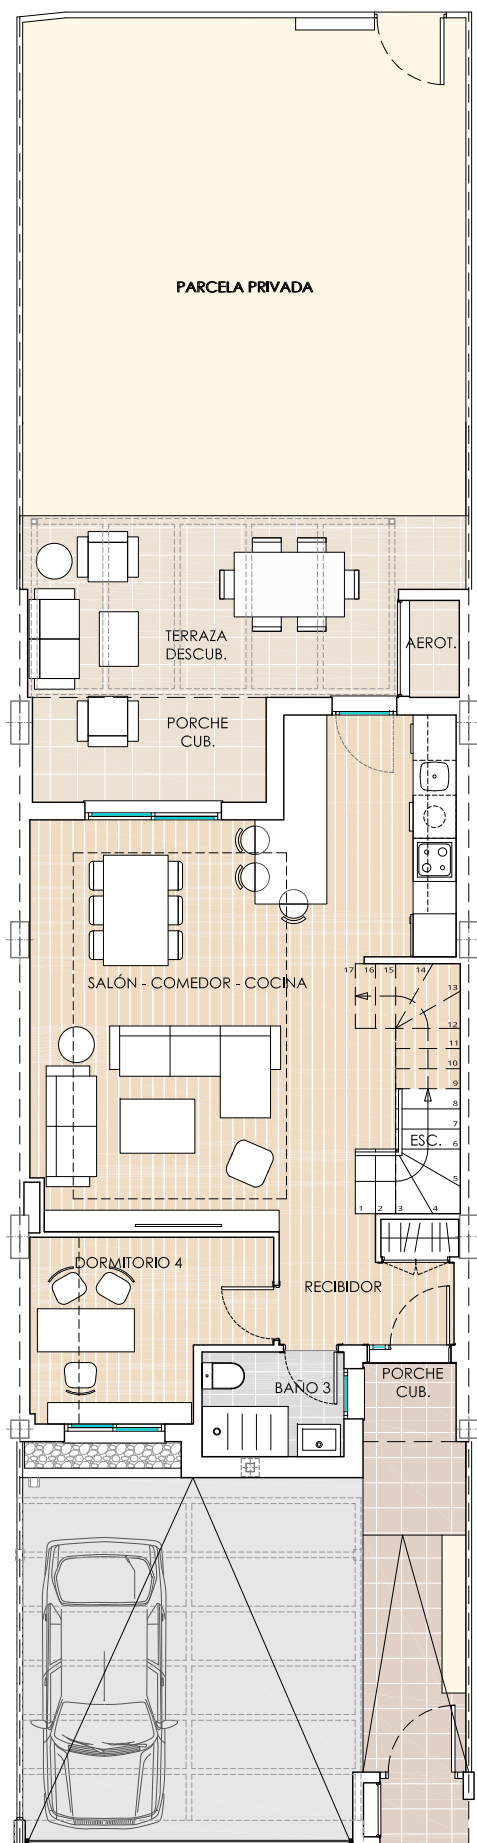 PARCELA PRIVADA
TERRAZA
DESCUB.
AEROT.
PORCHE
CUB.
SALÓN - COMEDOR - COCINA
17
16
15
14
13
12
11
10
9
8
7
6
ESC.
5
1
2
3
4
DORMITORIO 4
RECIBIDOR
BAÑO 3
PORCHE
CUB.